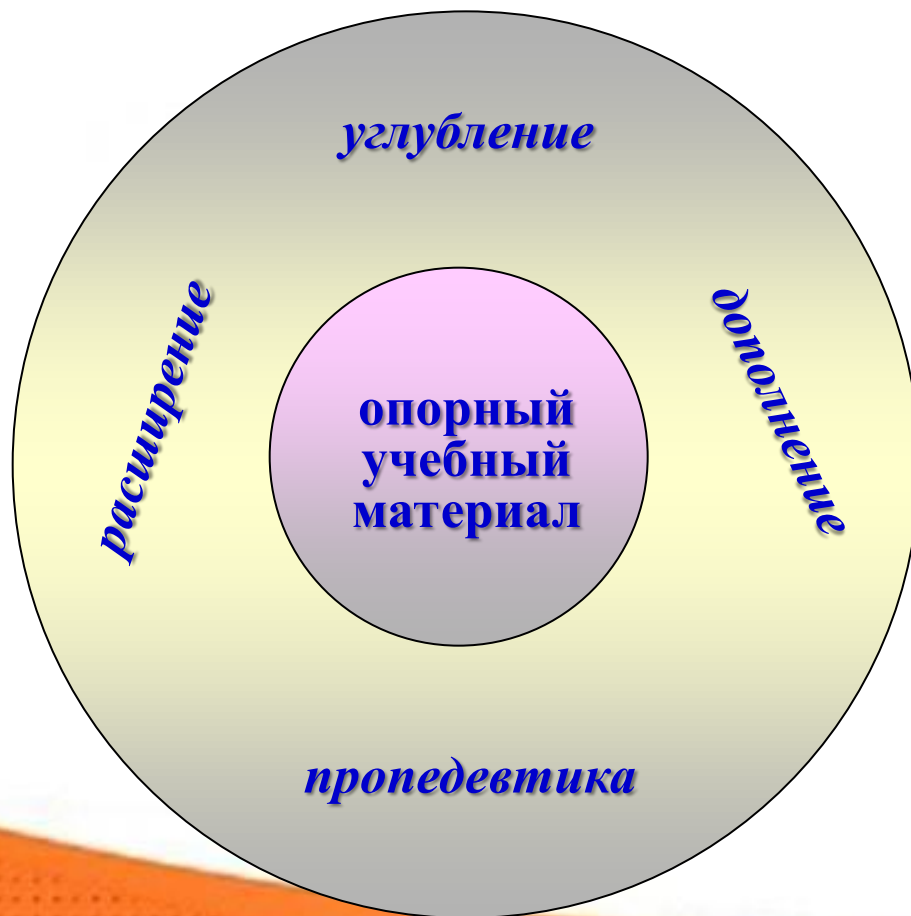 углубление
расширение
дополнение
опорный
учебный
материал
пропедевтика